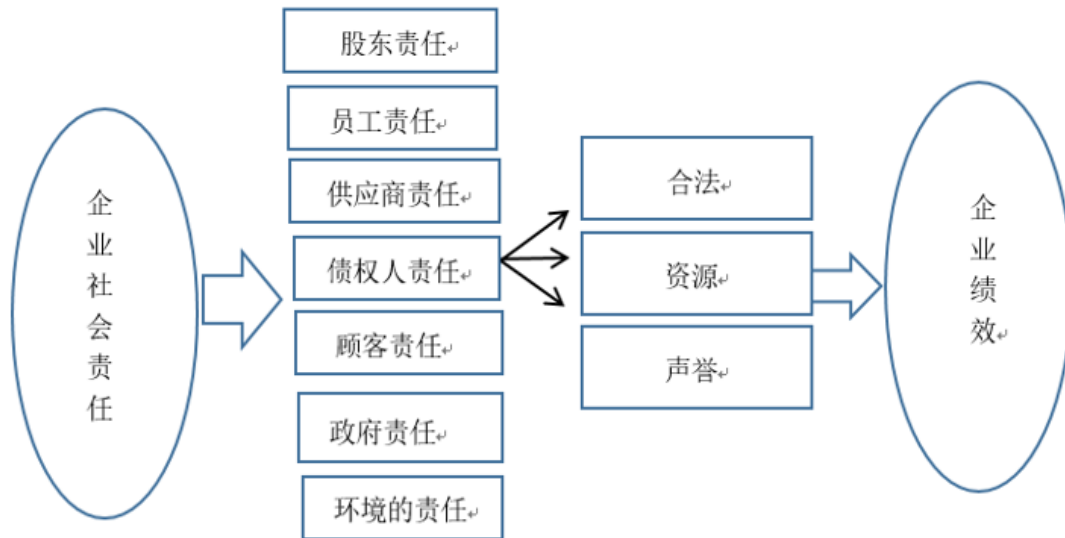 企业社会责任
股东责任
员工责任
供应商责任
债权人责任
顾客责任
政府责任
环境的责任
合法
资源
声誉
企业绩效